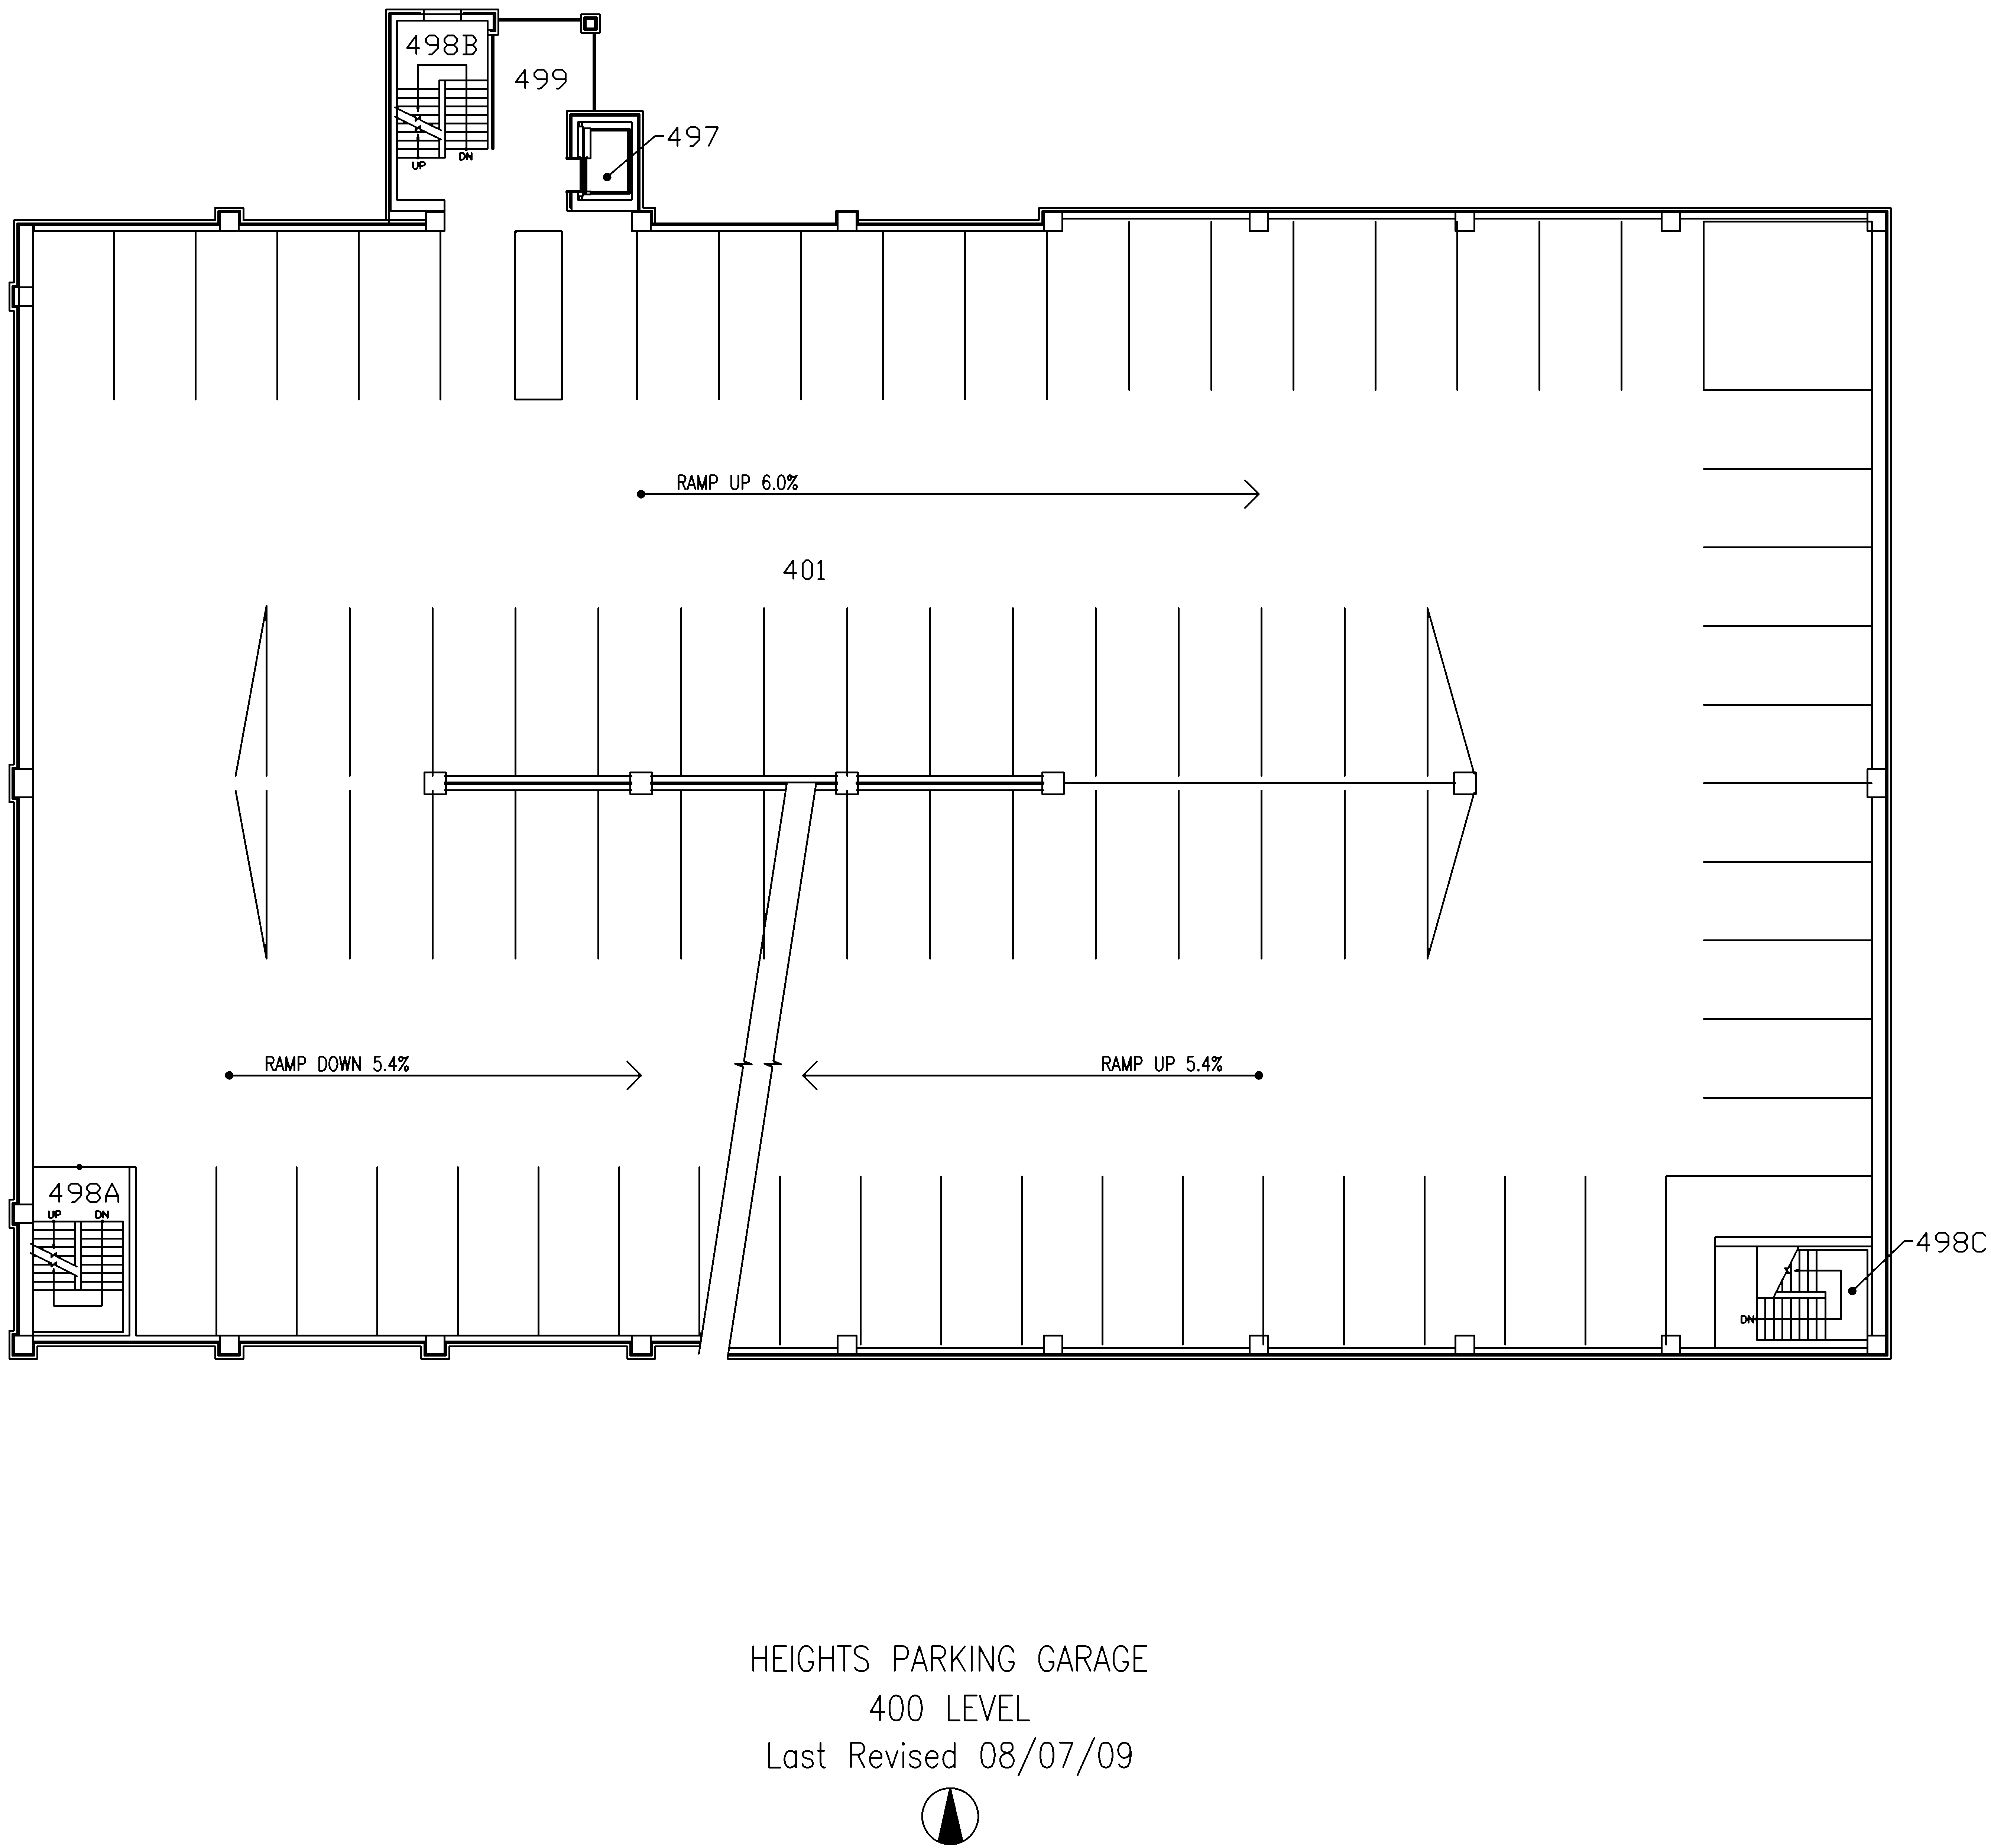 498B
499
497
UP
DN
RAMP UP 6.0%
401
RAMP DOWN 5.4%
RAMP UP 5.4%
498A
UP
DN
498C
DN
HEIGHTS PARKING GARAGE
400 LEVEL
Last Revised 08/07/09